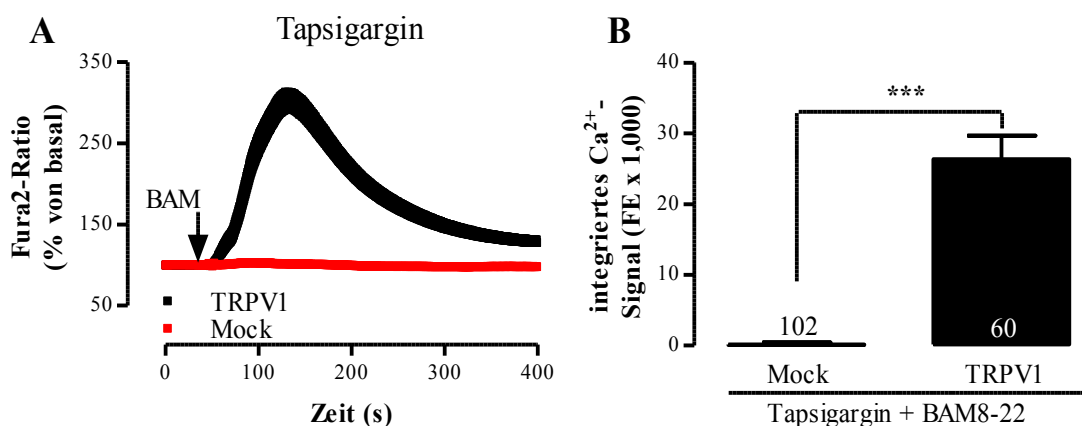 A
Tapsigargin
350
250
150
50
Fura2-Ratio
(% von basal)
BAM
TRPV1
Mock
0
100
200
300
400
Zeit (s)
B
40
30
20
10
0
integriertes Ca²⁺-
Signal (FE x 1,000)
***
102
60
Mock
TRPV1
Tapsigargin + BAM8-22